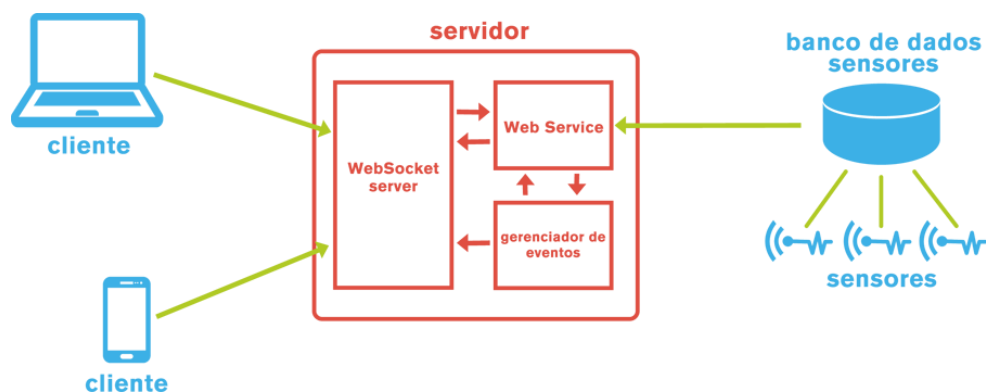 servidor
banco de dados
sensores
cliente
WebSocket
server
Web Service
gerenciador de
eventos
sensores
cliente